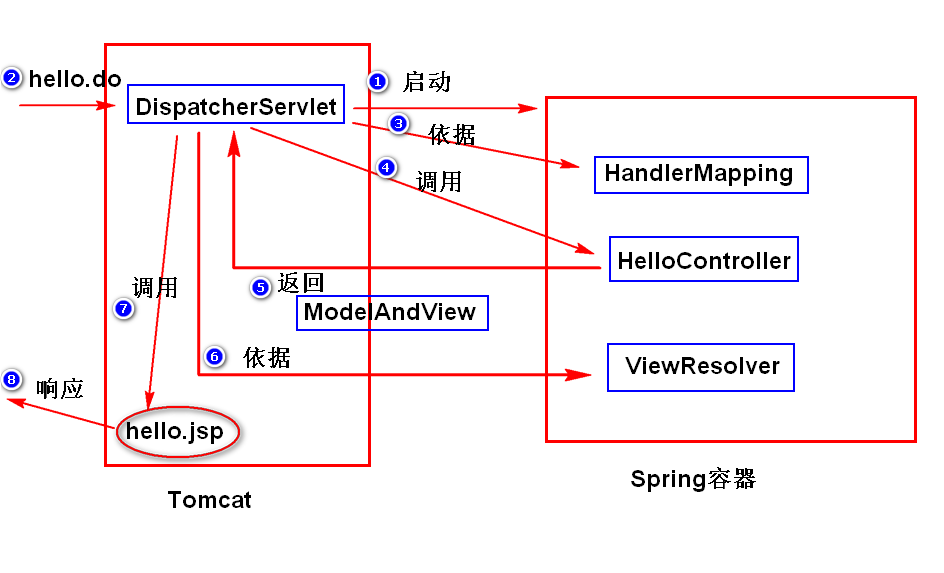 ② hello.do
① 启动
DispatcherServlet
③ 依据
HandlerMapping
④ 调用
HelloController
⑤ 返回
ModelAndView
⑦ 调用
⑥ 依据
ViewResolver
⑧ 响应
hello.jsp
Tomcat
Spring容器